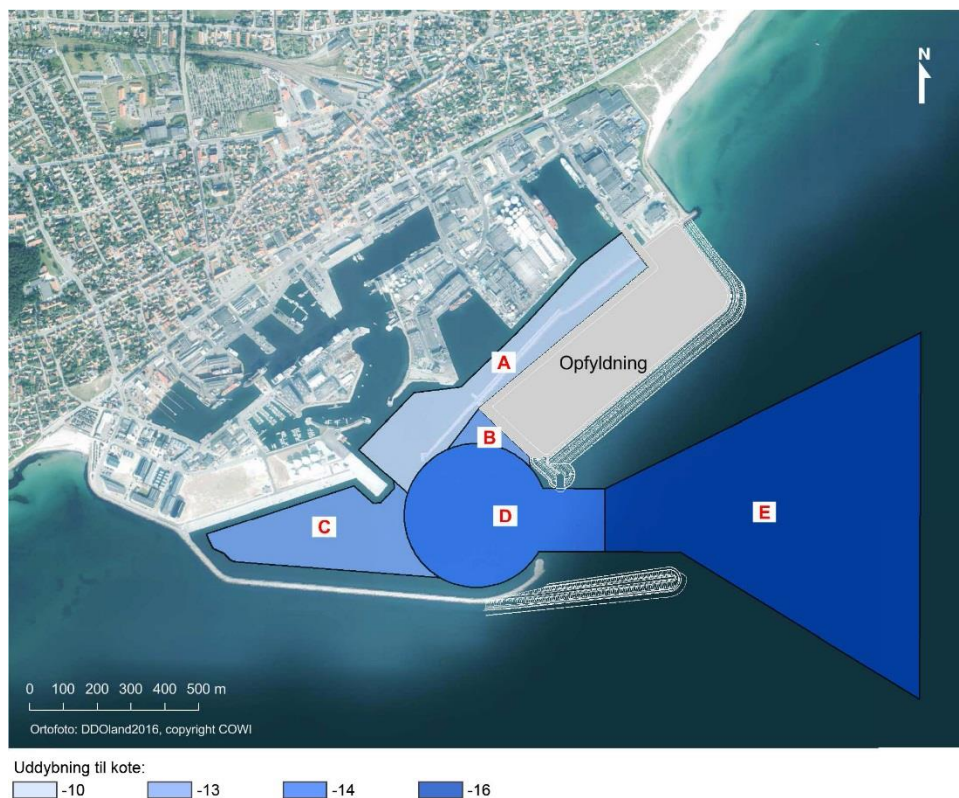 N
A
Opfyldning
B
C
D
E
0 100 200 300 400 500 m
Ortofoto: DDOland2016, copyright COWI
Uddybning til kote:
-10 -13 -14 -16